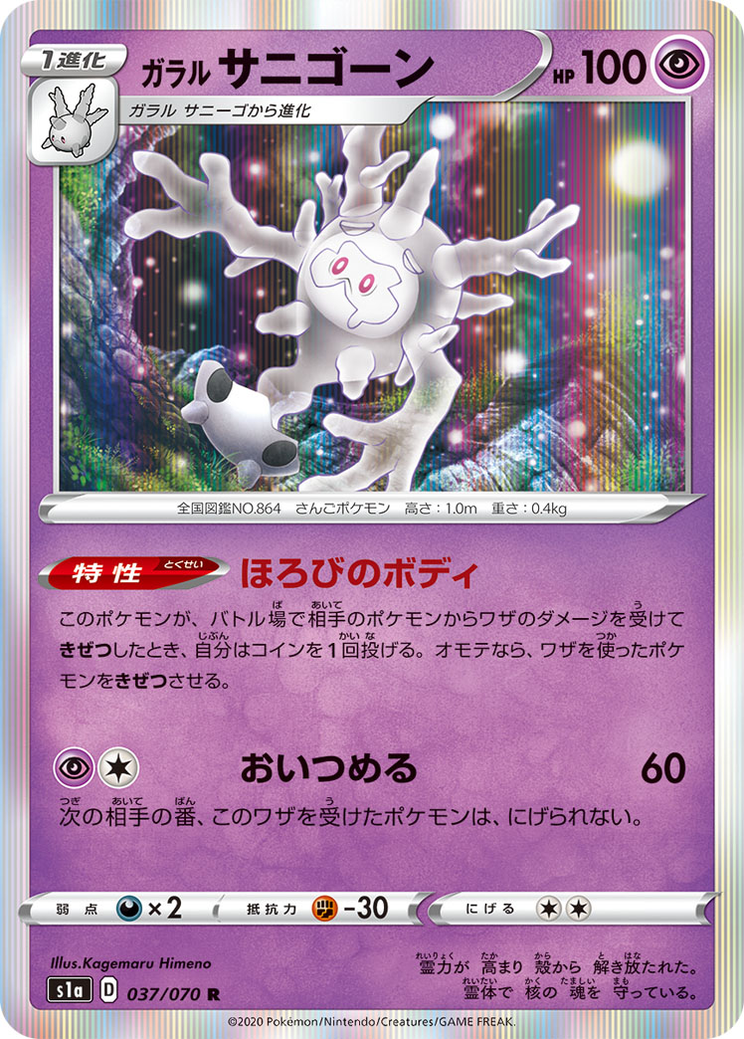 1進化
ガラル サニゴーン
HP 100
ガラル サニーゴから進化
全国図鑑NO.864 さんごポケモン 高さ：1.0m 重さ：0.4kg
特性 とくせい ほろびのボディ
このポケモンが、バトル場で相手のポケモンからワザのダメージを受けて
きぜつしたとき、自分はコインを1回投げる。オモテなら、ワザを使ったポケ
モンをきぜつさせる。
おいつめる 60
次の相手の番、このワザを受けたポケモンは、にげられない。
弱点 ×2 抵抗力 -30 にげる
Illus.Kagemaru Himeno
霊力が 高まり 殻から 解き放たれた。
霊体で 核の 魂を 守っている。
s1a D 037/070 R
©2020 Pokémon/Nintendo/Creatures/GAME FREAK.